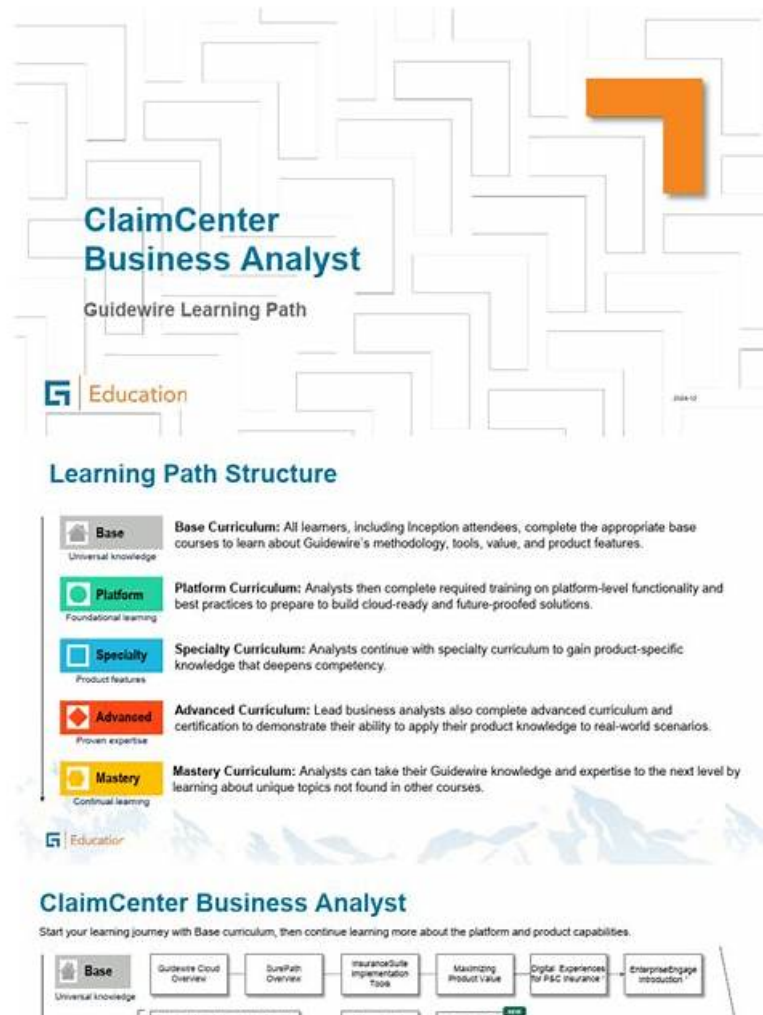 ClaimCenter
Business Analyst
Guidewire Learning Path
Education
Learning Path Structure
Base
Universal knowledge
Base Curriculum: All learners, including Inception attendees, complete the appropriate base
courses to learn about Guidewire's methodology, tools, value, and product features.
Platform
Foundational learning
Platform Curriculum: Analysts then complete required training on platform-level functionality and
best practices to prepare to build cloud-ready and future-proofed solutions.
Specialty
Product features
Specialty Curriculum: Analysts continue with specialty curriculum to gain product-specific
knowledge that deepens competency.
Advanced
Proven expertise
Advanced Curriculum: Lead business analysts also complete advanced curriculum and
certification to demonstrate their ability to apply their product knowledge to real-world scenarios.
Mastery
Continual learning
Mastery Curriculum: Analysts can take their Guidewire knowledge and expertise to the next level by
learning about unique topics not found in other courses.
Education
ClaimCenter Business Analyst
Start your learning journey with Base curriculum, then continue learning more about the platform and product capabilities.
Base
Universal knowledge
Guidewire Cloud
Overview
SurePath
Overview
InsuranceSuite
Implementation
Tools
Maximizing
Product Value
Digital Experiences
for P&C Insurance
EnterpriseEngage
Introduction
NEW